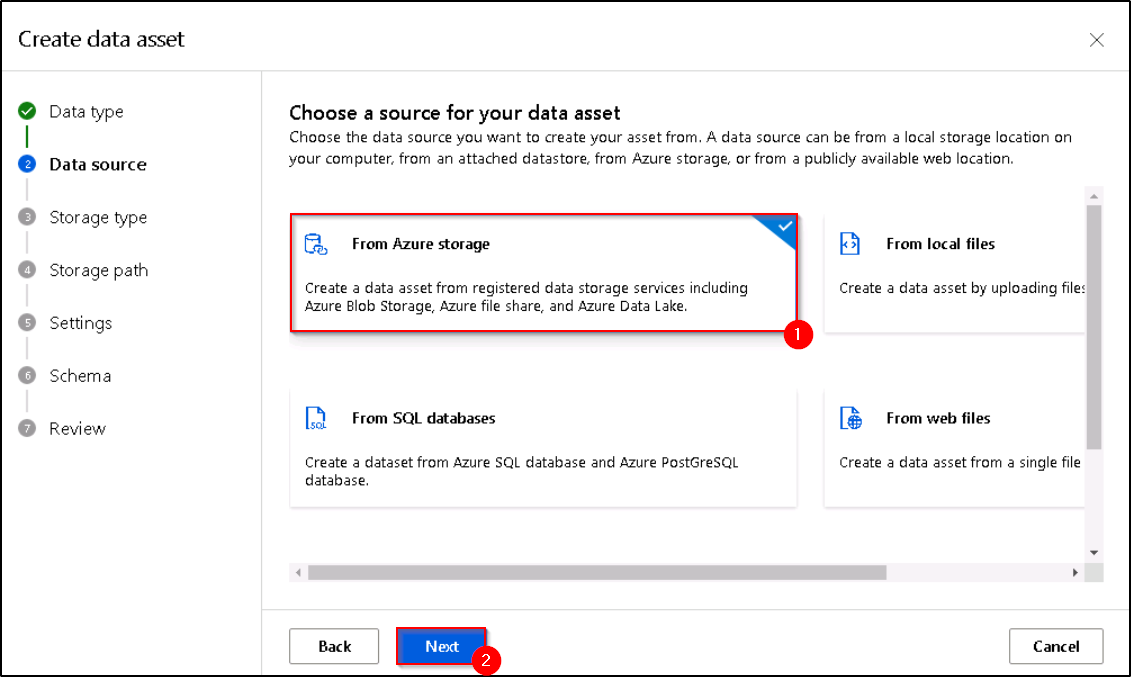 Create data asset
Data type
2 Data source
3 Storage type
4 Storage path
5 Settings
6 Schema
7 Review
Choose a source for your data asset
Choose the data source you want to create your asset from. A data source can be from a local storage location on
your computer, from an attached datastore, from Azure storage, or from a publicly available web location.
From Azure storage
Create a data asset from registered data storage services including
Azure Blob Storage, Azure file share, and Azure Data Lake.
1
From local files
Create a data asset by uploading files
SQL
From SQL databases
Create a dataset from Azure SQL database and Azure PostGreSQL
database.
From web files
Create a data asset from a single file
Back
Next
2
Cancel